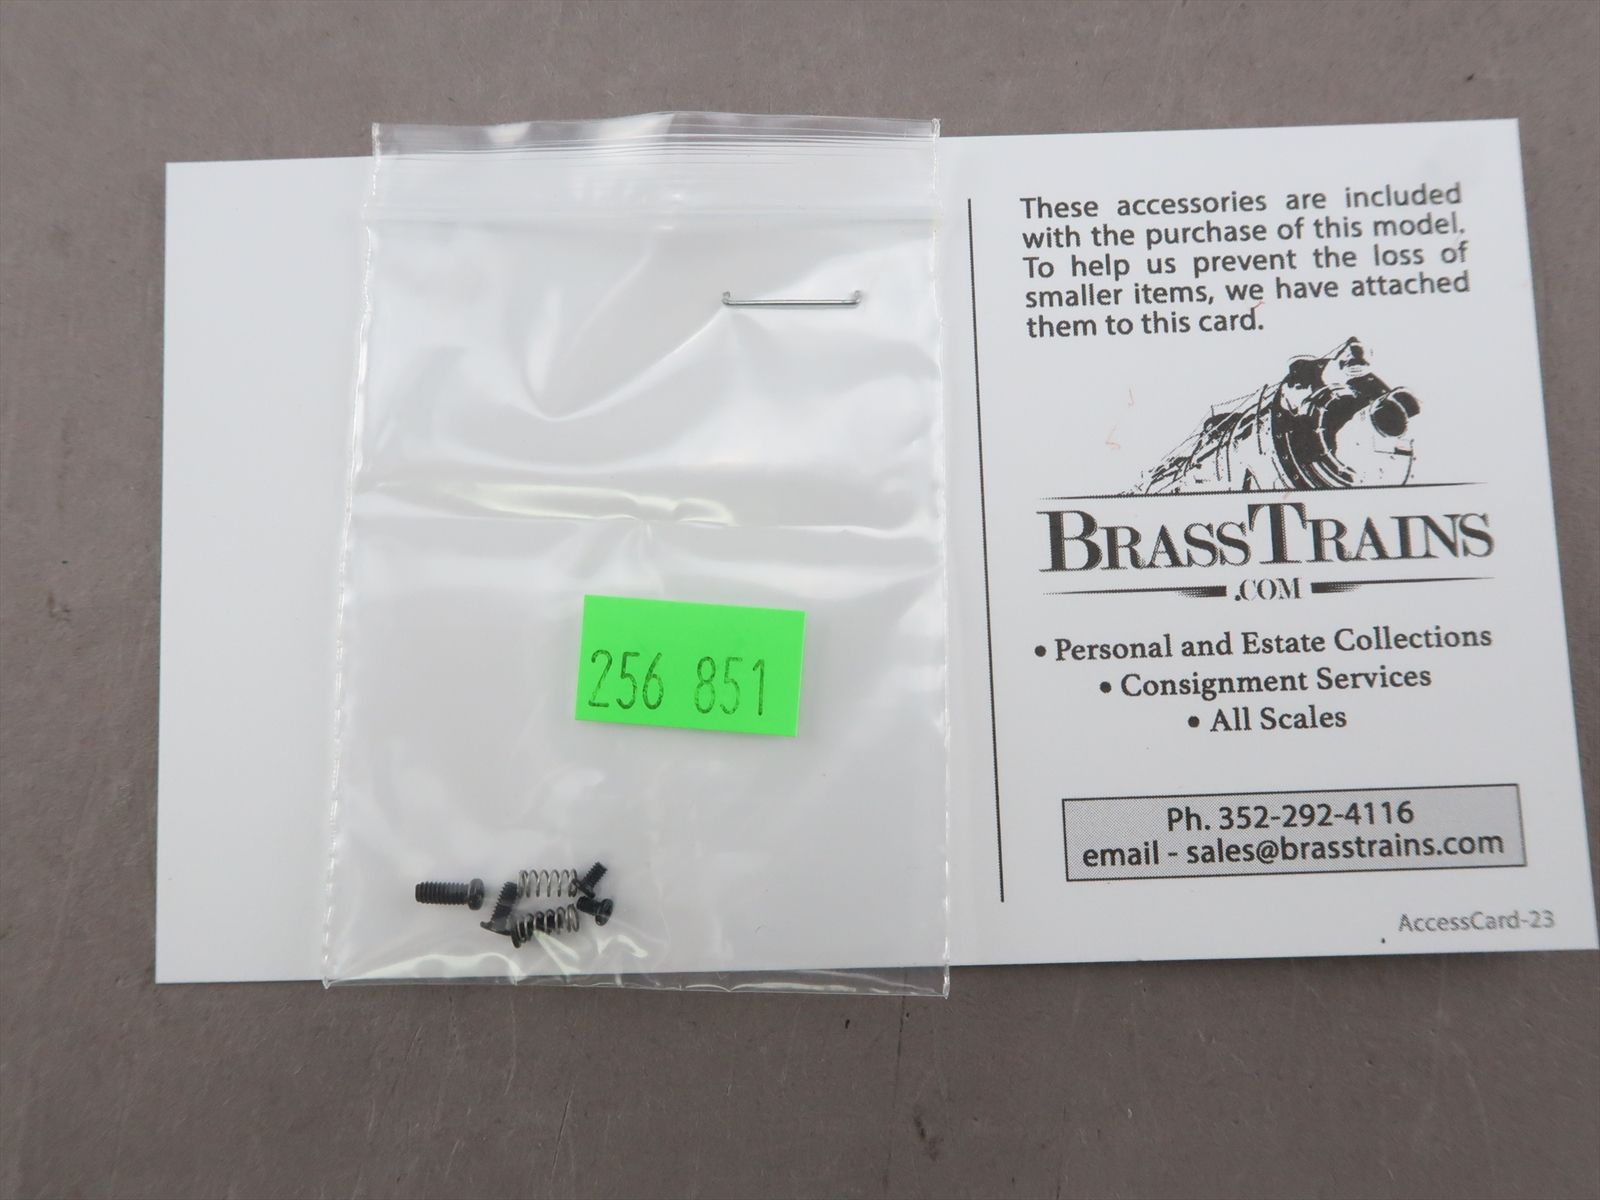 These accessories are included
with the purchase of this model.
To help us prevent the loss of
smaller items, we have attached
them to this card.
BRASSTRAINS
.COM
• Personal and Estate Collections
• Consignment Services
• All Scales
Ph. 352-292-4116
email - sales@brasstrains.com
AccessCard-23
256 851